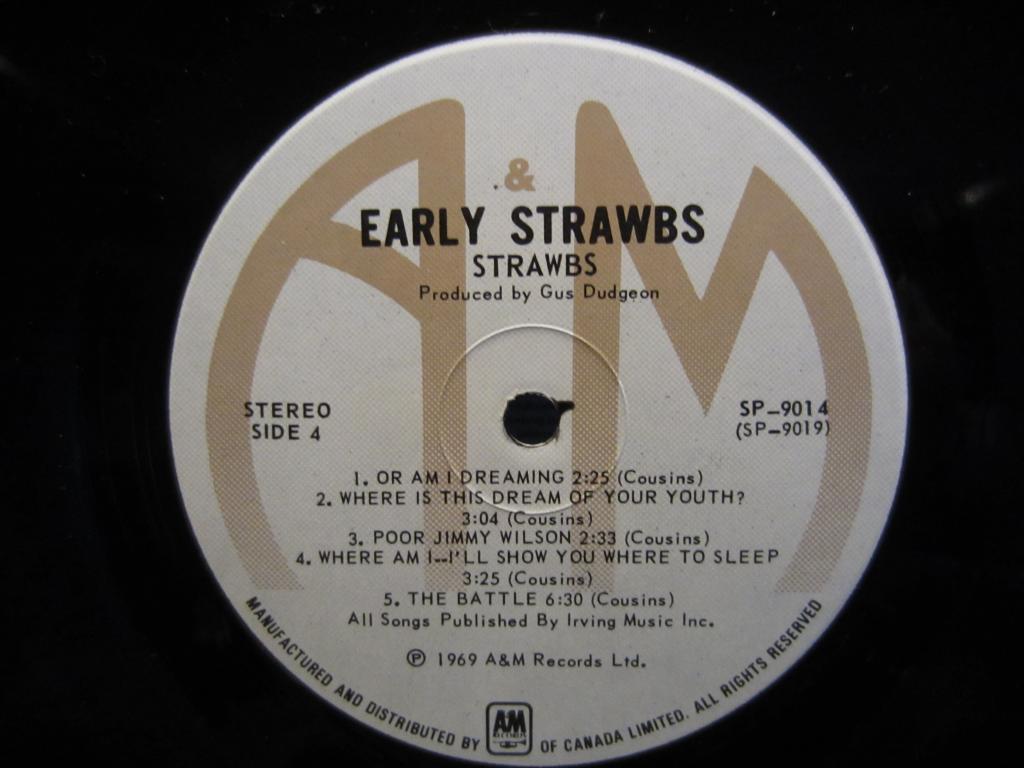 &
EARLY STRAWBS
STRAWBS
Produced by Gus Dudgeon
STEREO
SIDE 4
SP-9014
(SP-9019)
1. OR AM I DREAMING 2:25 (Cousins)
2. WHERE IS THIS DREAM OF YOUR YOUTH?
3:04 (Cousins)
3. POOR JIMMY WILSON 2:33 (Cousins)
4. WHERE AM I--I'LL SHOW YOU WHERE TO SLEEP
3:25 (Cousins)
5. THE BATTLE 6:30 (Cousins)
All Songs Published By Irving Music Inc.
℗ 1969 A&M Records Ltd.
MANUFACTURED AND DISTRIBUTED BY AM RECORDS OF CANADA LIMITED. ALL RIGHTS RESERVED